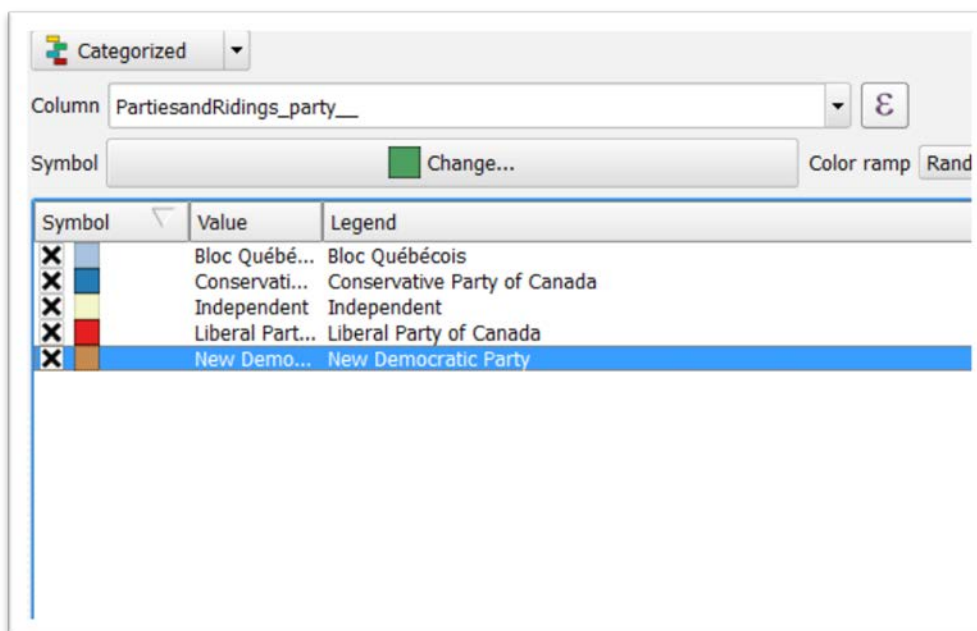 Categorized
Column PartiesandRidings_party__ ε
Symbol Change... Color ramp Rand
Symbol Value Legend
Bloc Québé... Bloc Québécois
Conservati... Conservative Party of Canada
Independent Independent
Liberal Part... Liberal Party of Canada
New Demo... New Democratic Party